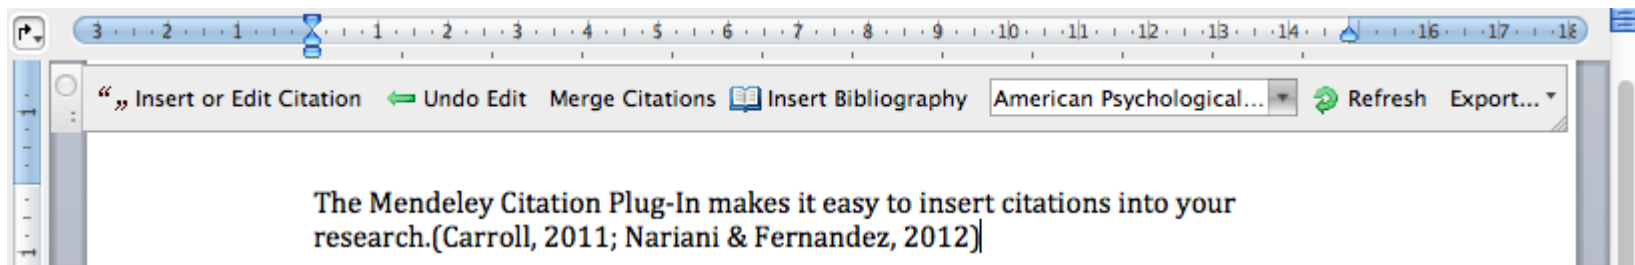 3 2 1 1 2 3 4 5 6 7 8 9 10 11 12 13 14 16 17 18
“ „ Insert or Edit Citation Undo Edit Merge Citations Insert Bibliography American Psychological... Refresh Export...
The Mendeley Citation Plug-In makes it easy to insert citations into your
research.(Carroll, 2011; Nariani & Fernandez, 2012)